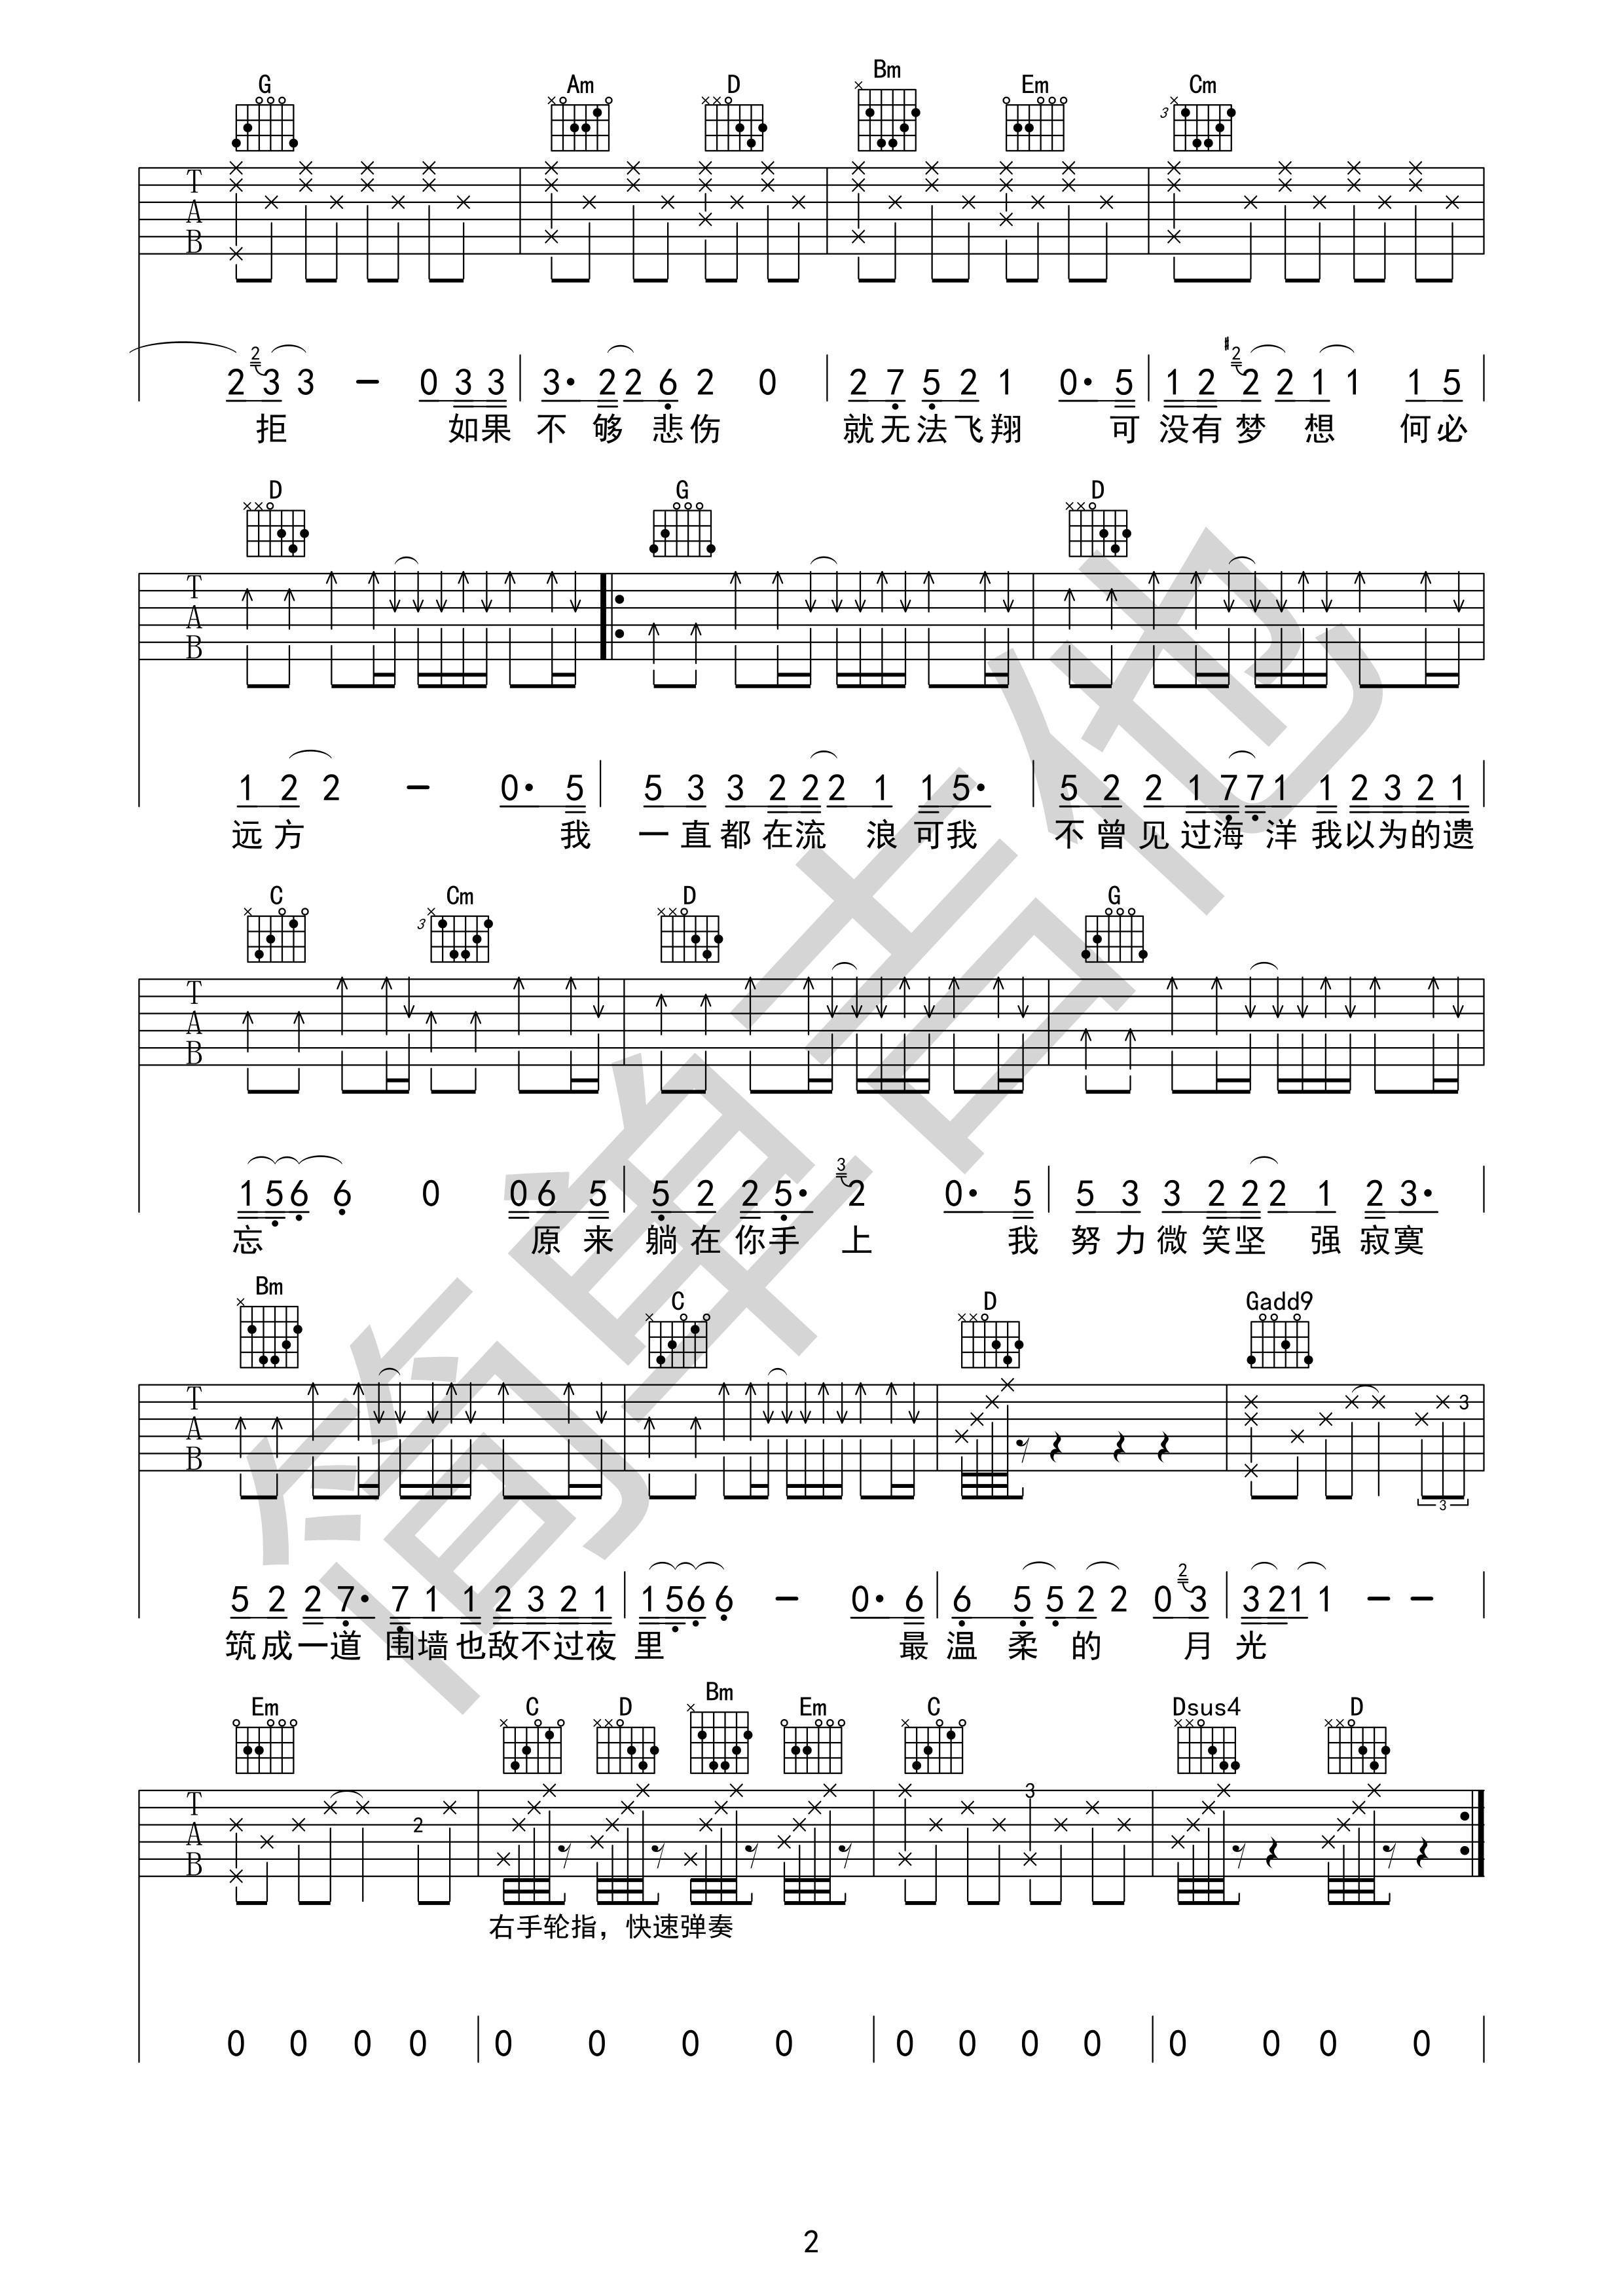 G Am D Bm Em Cm
3
T
A
B
2 #2
2 3 3 - 0 3 3 3· 2 2 6 2 0 2 7 5 2 1 0· 5 1 2 2 2 1 1 1 5
拒 如果 不 够 悲伤 就无法飞翔 可 没有梦 想 何必
D G D
T
A
B
1 2 2 - 0· 5 5 3 3 2 2 2 1 1 5· 5 2 2 1 7 7 1 1 2 3 2 1
远方 我 一直都在流 浪可我 不曾见过海 洋我以为的遗
C Cm D G
3
T
A
B
3
1 5 6 6 0 0 6 5 5 2 2 5· 2 0· 5 5 3 3 2 2 2 1 2 3·
忘 原来 躺在你手 上 我 努力微笑坚 强寂寞
Bm C D Gadd9
T
A
B
3
3
2
5 2 2 7· 7 1 1 2 3 2 1 1 5 6 6 - 0· 6 6 5 5 2 2 0 3 3 2 1 1 - -
筑成一道 围墙也敌不过夜 里 最 温柔 的 月 光
Em C D Bm Em C Dsus4 D
T
A
B
2 3
右手轮指，快速弹奏
0 0 0 0 0 0 0 0 0 0 0 0 0 0 0 0
简单吉他
2